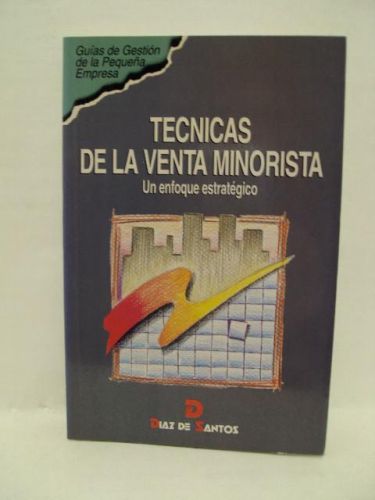 Guías de Gestión
de la Pequeña
Empresa
TECNICAS
DE LA VENTA MINORISTA
Un enfoque estratégico
D
DIAZ DE SANTOS